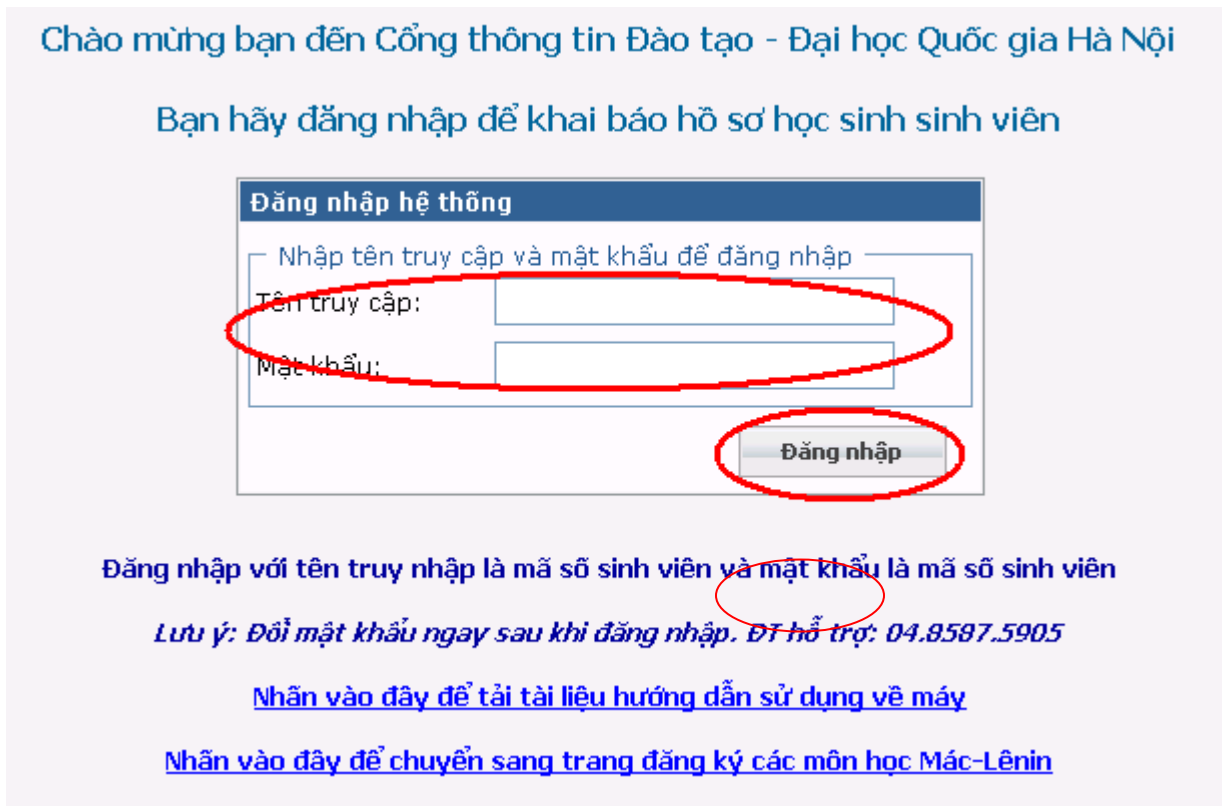 Chào mừng bạn đến Cổng thông tin Đào tạo - Đại học Quốc gia Hà Nội
Bạn hãy đăng nhập để khai báo hồ sơ học sinh sinh viên
Đăng nhập hệ thống
Nhập tên truy cập và mật khẩu để đăng nhập
Tên truy cập:
Mật khẩu:
Đăng nhập
Đăng nhập với tên truy nhập là mã số sinh viên và mật khẩu là mã số sinh viên
Lưu ý: Đổi mật khẩu ngay sau khi đăng nhập. ĐT hỗ trợ: 04.8587.5905
Nhấn vào đây để tải tài liệu hướng dẫn sử dụng về máy
Nhấn vào đây để chuyển sang trang đăng ký các môn học Mác-Lênin